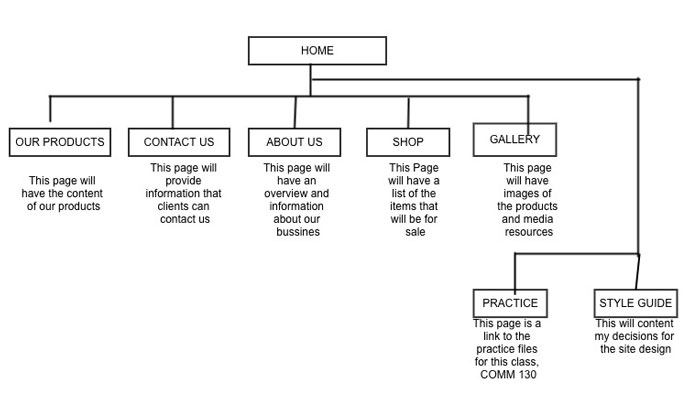 HOME
OUR PRODUCTS
This page will
have the content
of our products
CONTACT US
This page will
provide
information that
clients can
contact us
ABOUT US
This page will
have an
overview and
information
about our
bussines
SHOP
This Page
will have a
list of the
items that
will be for
sale
GALLERY
This page
will have
images of
the products
and media
resources
PRACTICE
This page is a
link to the
practice files
for this class,
COMM 130
STYLE GUIDE
This will content
my decisions for
the site design